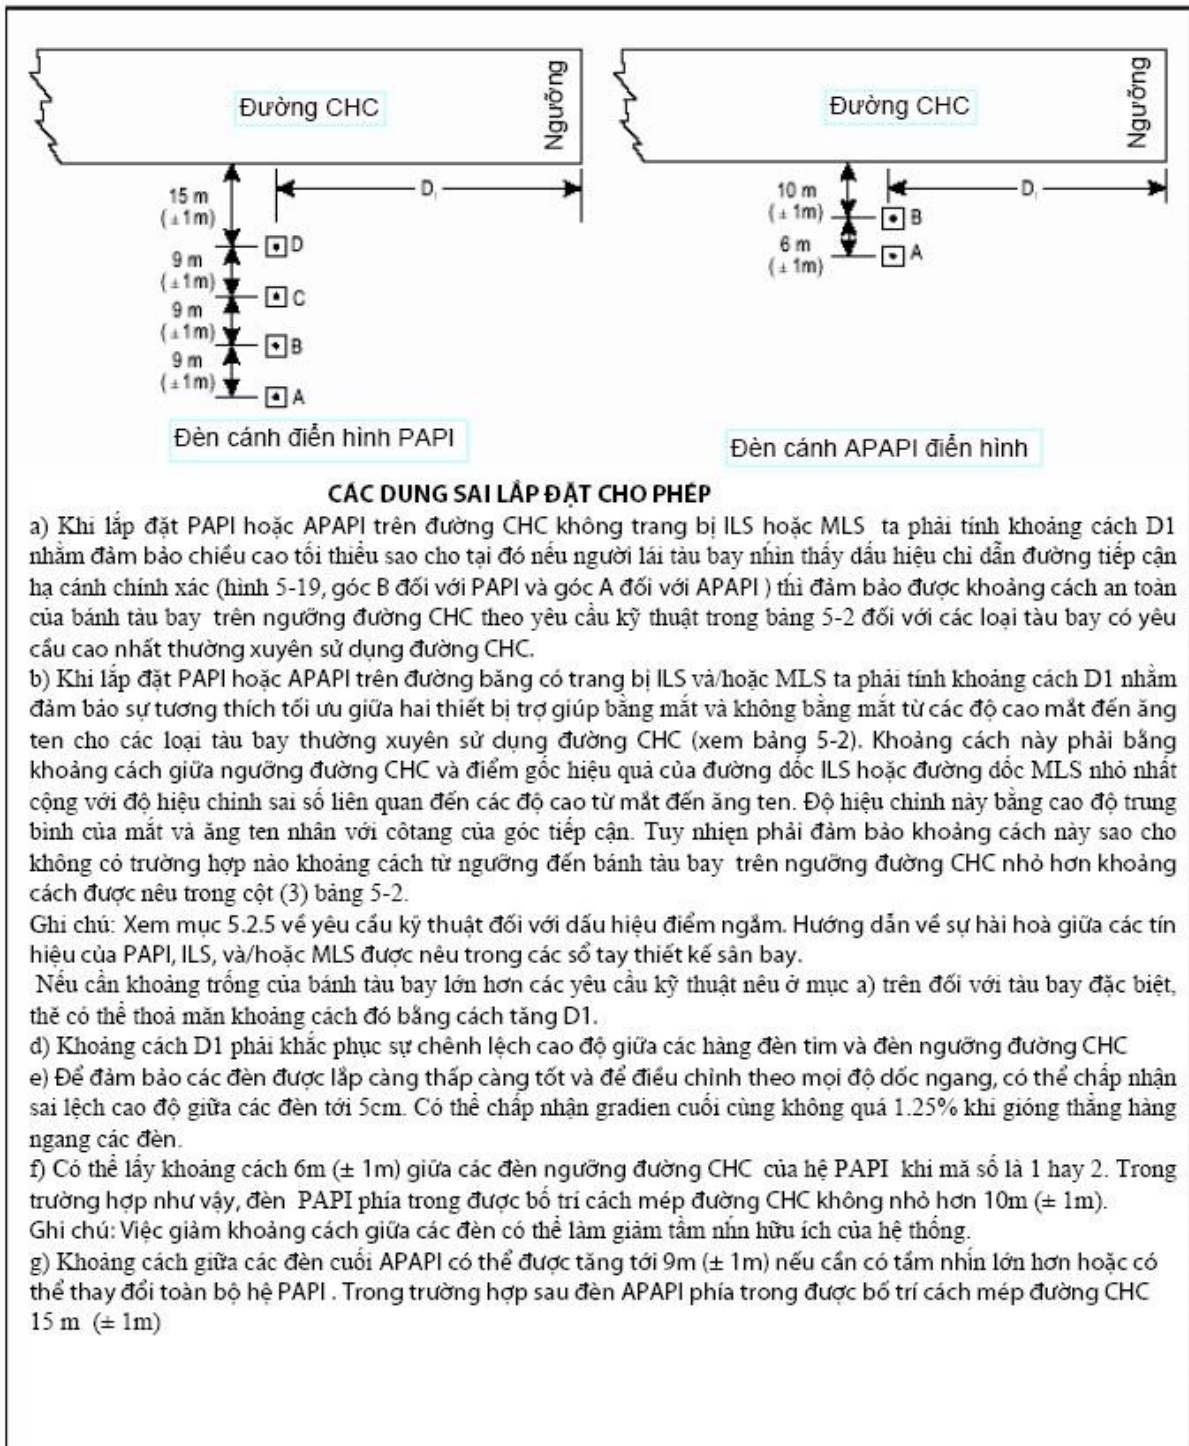 Đường CHC
Ngưỡng
15 m
(±1m)
D₁
D
9 m
(±1m)
C
9 m
(±1m)
B
9 m
(±1m)
A
Đèn cánh điển hình PAPI
Đường CHC
Ngưỡng
10 m
(±1m)
D₁
B
6 m
(±1m)
A
Đèn cánh APAPI điển hình
CÁC DUNG SAI LẮP ĐẶT CHO PHÉP
a) Khi lắp đặt PAPI hoặc APAPI trên đường CHC không trang bị ILS hoặc MLS ta phải tính khoảng cách D1
nhằm đảm bảo chiều cao tối thiểu sao cho tại đó nếu người lái tàu bay nhìn thấy dấu hiệu chỉ dẫn đường tiếp cận
hạ cánh chính xác (hình 5-19, góc B đối với PAPI và góc A đối với APAPI ) thì đảm bảo được khoảng cách an toàn
của bánh tàu bay trên ngưỡng đường CHC theo yêu cầu kỹ thuật trong bảng 5-2 đối với các loại tàu bay có yêu
cầu cao nhất thường xuyên sử dụng đường CHC.
b) Khi lắp đặt PAPI hoặc APAPI trên đường băng có trang bị ILS và/hoặc MLS ta phải tính khoảng cách D1 nhằm
đảm bảo sự tương thích tối ưu giữa hai thiết bị trợ giúp bằng mắt và không bằng mắt từ các độ cao mắt đến ăng
ten cho các loại tàu bay thường xuyên sử dụng đường CHC (xem bảng 5-2). Khoảng cách này phải bằng
khoảng cách giữa ngưỡng đường CHC và điểm gốc hiệu quả của đường dốc ILS hoặc đường dốc MLS nhỏ nhất
cộng với độ hiệu chỉnh sai số liên quan đến các độ cao từ mắt đến ăng ten. Độ hiệu chỉnh này bằng cao độ trung
bình của mắt và ăng ten nhân với côtang của góc tiếp cận. Tuy nhiẹn phải đảm bảo khoảng cách này sao cho
không có trường hợp nào khoảng cách từ ngưỡng đến bánh tàu bay trên ngưỡng đường CHC nhỏ hơn khoảng
cách được nêu trong cột (3) bảng 5-2.
Ghi chú: Xem mục 5.2.5 về yêu cầu kỹ thuật đối với dấu hiệu điểm ngắm. Hướng dẫn về sự hài hoà giữa các tín
hiệu của PAPI, ILS, và/hoặc MLS được nêu trong các sổ tay thiết kế sân bay.
Nếu cần khoảng trống của bánh tàu bay lớn hơn các yêu cầu kỹ thuật nêu ở mục a) trên đối với tàu bay đặc biệt,
thẽ có thể thoả mãn khoảng cách đó bằng cách tăng D1.
d) Khoảng cách D1 phải khắc phục sự chênh lệch cao độ giữa các hàng đèn tim và đèn ngưỡng đường CHC
e) Để đảm bảo các đèn được lắp càng thấp càng tốt và để điều chỉnh theo mọi độ dốc ngang, có thể chấp nhận
sai lệch cao độ giữa các đèn tới 5cm. Có thể chấp nhận gradien cuối cùng không quá 1.25% khi gióng thẳng hàng
ngang các đèn.
f) Có thể lấy khoảng cách 6m (± 1m) giữa các đèn ngưỡng đường CHC của hệ PAPI khi mã số là 1 hay 2. Trong
trường hợp như vậy, đèn PAPI phía trong được bố trí cách mép đường CHC không nhỏ hơn 10m (± 1m).
Ghi chú: Việc giảm khoảng cách giữa các đèn có thể làm giảm tầm nhn hữu ích của hệ thống.
g) Khoảng cách giữa các đèn cuối APAPI có thể được tăng tới 9m (± 1m) nếu cần có tầm nhìn lớn hơn hoặc có
thể thay đổi toàn bộ hệ PAPI . Trong trường hợp sau đèn APAPI phía trong được bố trí cách mép đường CHC
15 m (± 1m)